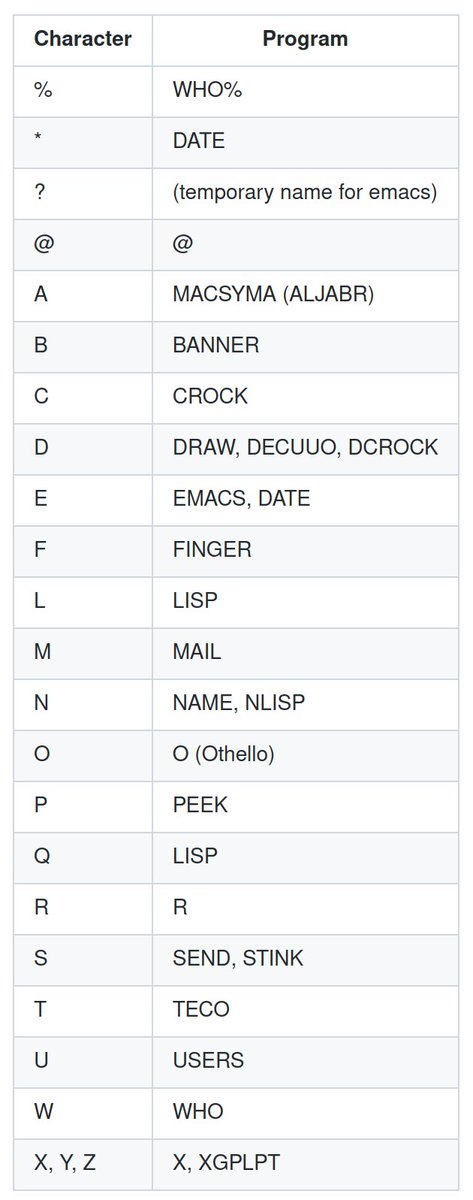 Character Program
% WHO%
* DATE
? (temporary name for emacs)
@ @
A MACSYMA (ALJABR)
B BANNER
C CROCK
D DRAW, DECUUO, DCROCK
E EMACS, DATE
F FINGER
L LISP
M MAIL
N NAME, NLISP
O O (Othello)
P PEEK
Q LISP
R R
S SEND, STINK
T TECO
U USERS
W WHO
X, Y, Z X, XGPLPT